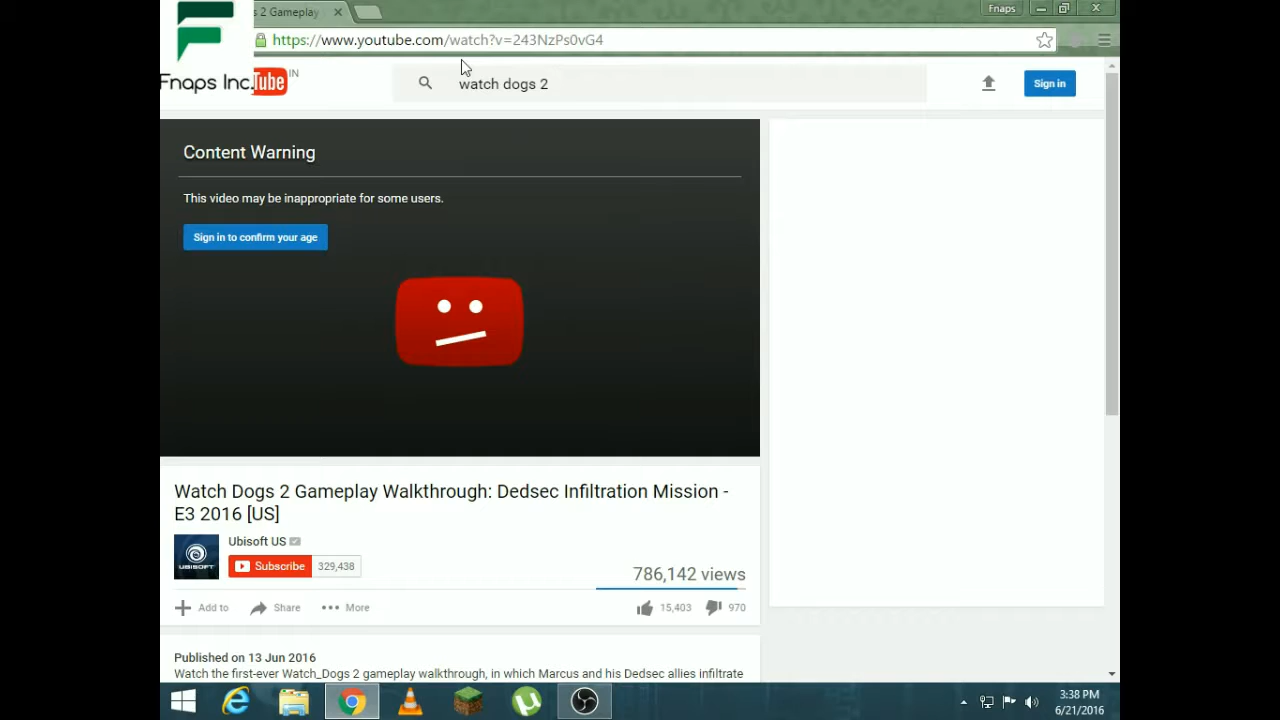 s 2 Gameplay
Fnaps
https://www.youtube.com/watch?v=243NzPs0vG4
Fnaps Inc.
Tube IN
watch dogs 2
Sign in
Content Warning
This video may be inappropriate for some users.
Sign in to confirm your age
Watch Dogs 2 Gameplay Walkthrough: Dedsec Infiltration Mission -
E3 2016 [US]
UBISOFT
Ubisoft US
Subscribe 329,438
786,142 views
Add to Share More 15,403 970
Published on 13 Jun 2016
Watch the first-ever Watch_Dogs 2 gameplay walkthrough, in which Marcus and his Dedsec allies infiltrate
3:38 PM
6/21/2016